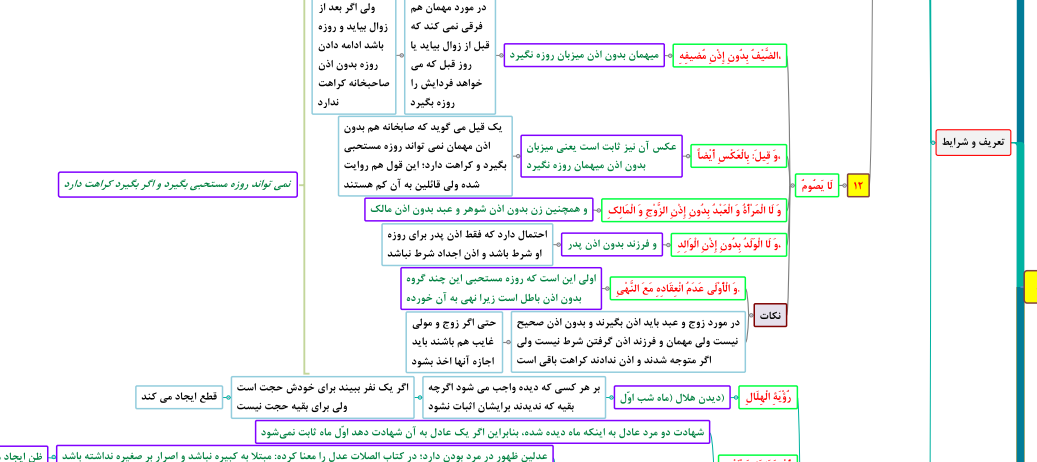 تعریف و شرایط
۱۲
لَا یَصُومُ
،الضَّیْفُ بِدُونِ إِذْنِ مُضِیفِهِ
میهمان بدون اذن میزبان روزه نگیرد
در مورد مهمان هم
فرقی نمی کند که
قبل از زوال بیاید یا
روز قبل که می
خواهد فردایش را
روزه بگیرد
ولی اگر بعد از
زوال بیاید و روزه
باشد ادامه دادن
روزه بدون اذن
صاحبخانه کراهت
ندارد
،وَ قِیلَ: بِالْعَکْسِ أَیْضاً
عکس آن نیز ثابت است یعنی میزبان
بدون اذن میهمان روزه نگیرد
یک قیل می گوید که صابخانه هم بدون
اذن مهمان نمی تواند روزه مستحبی
بگیرد و کراهت دارد؛ این قول هم روایت
شده ولی قائلین به آن کم هستند
وَ لَا الْمَرْأَةُ وَ الْعَبْدُ بِدُونِ إِذْنِ الزَّوْجِ وَ الْمَالِکِ
و همچنین زن بدون اذن شوهر و عبد بدون اذن مالک
،وَ لَا الْوَلَدُ بِدُونِ إِذْنِ الْوَالِدِ
و فرزند بدون اذن پدر
احتمال دارد که فقط اذن پدر برای روزه
او شرط باشد و اذن اجداد شرط نباشد
نکات
،وَ الْأَوْلَی عَدَمُ انْعِقَادِهِ مَعَ النَّهْیِ
اولی این است که روزه مستحبی این چند گروه
بدون اذن باطل است زیرا نهی به آن خورده
در مورد زوج و عبد باید اذن بگیرند و بدون اذن صحیح
نیست ولی مهمان و فرزند اذن گرفتن شرط نیست ولی
اگر متوجه شدند و اذن ندادند کراهت باقی است
حتی اگر زوج و مولی
غایب هم باشند باید
اجازه آنها اخذ بشود
نمی تواند روزه مستحبی بگیرد و اگر بگیرد کراهت دارد
رُؤْیَةِ الْهِلَالِ
(دیدن هلال (ماه شب اوّل
بر هر کسی که دیده واجب می شود اگرچه
بقیه که ندیدند برایشان اثبات نشود
اگر یک نفر ببیند برای خودش حجت است
ولی برای بقیه حجت نیست
قطع ایجاد می کند
شهادت دو مرد عادل به اینکه ماه دیده شده، بنابراین اگر یک عادل به آن شهادت دهد اوّل ماه ثابت نمی‌شود
عدلین ظهور در مرد بودن دارد؛ در کتاب الصلات عدل را معنا کرده: مبتلا به کبیره نباشد و اصرار بر صغیره نداشته باشد
ظن ایجاد